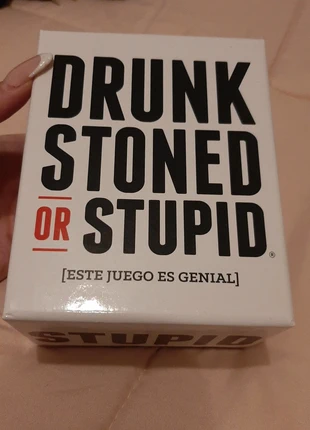 DRUNK
STONED
OR STUPID®
[ESTE JUEGO ES GENIAL]
STUPID